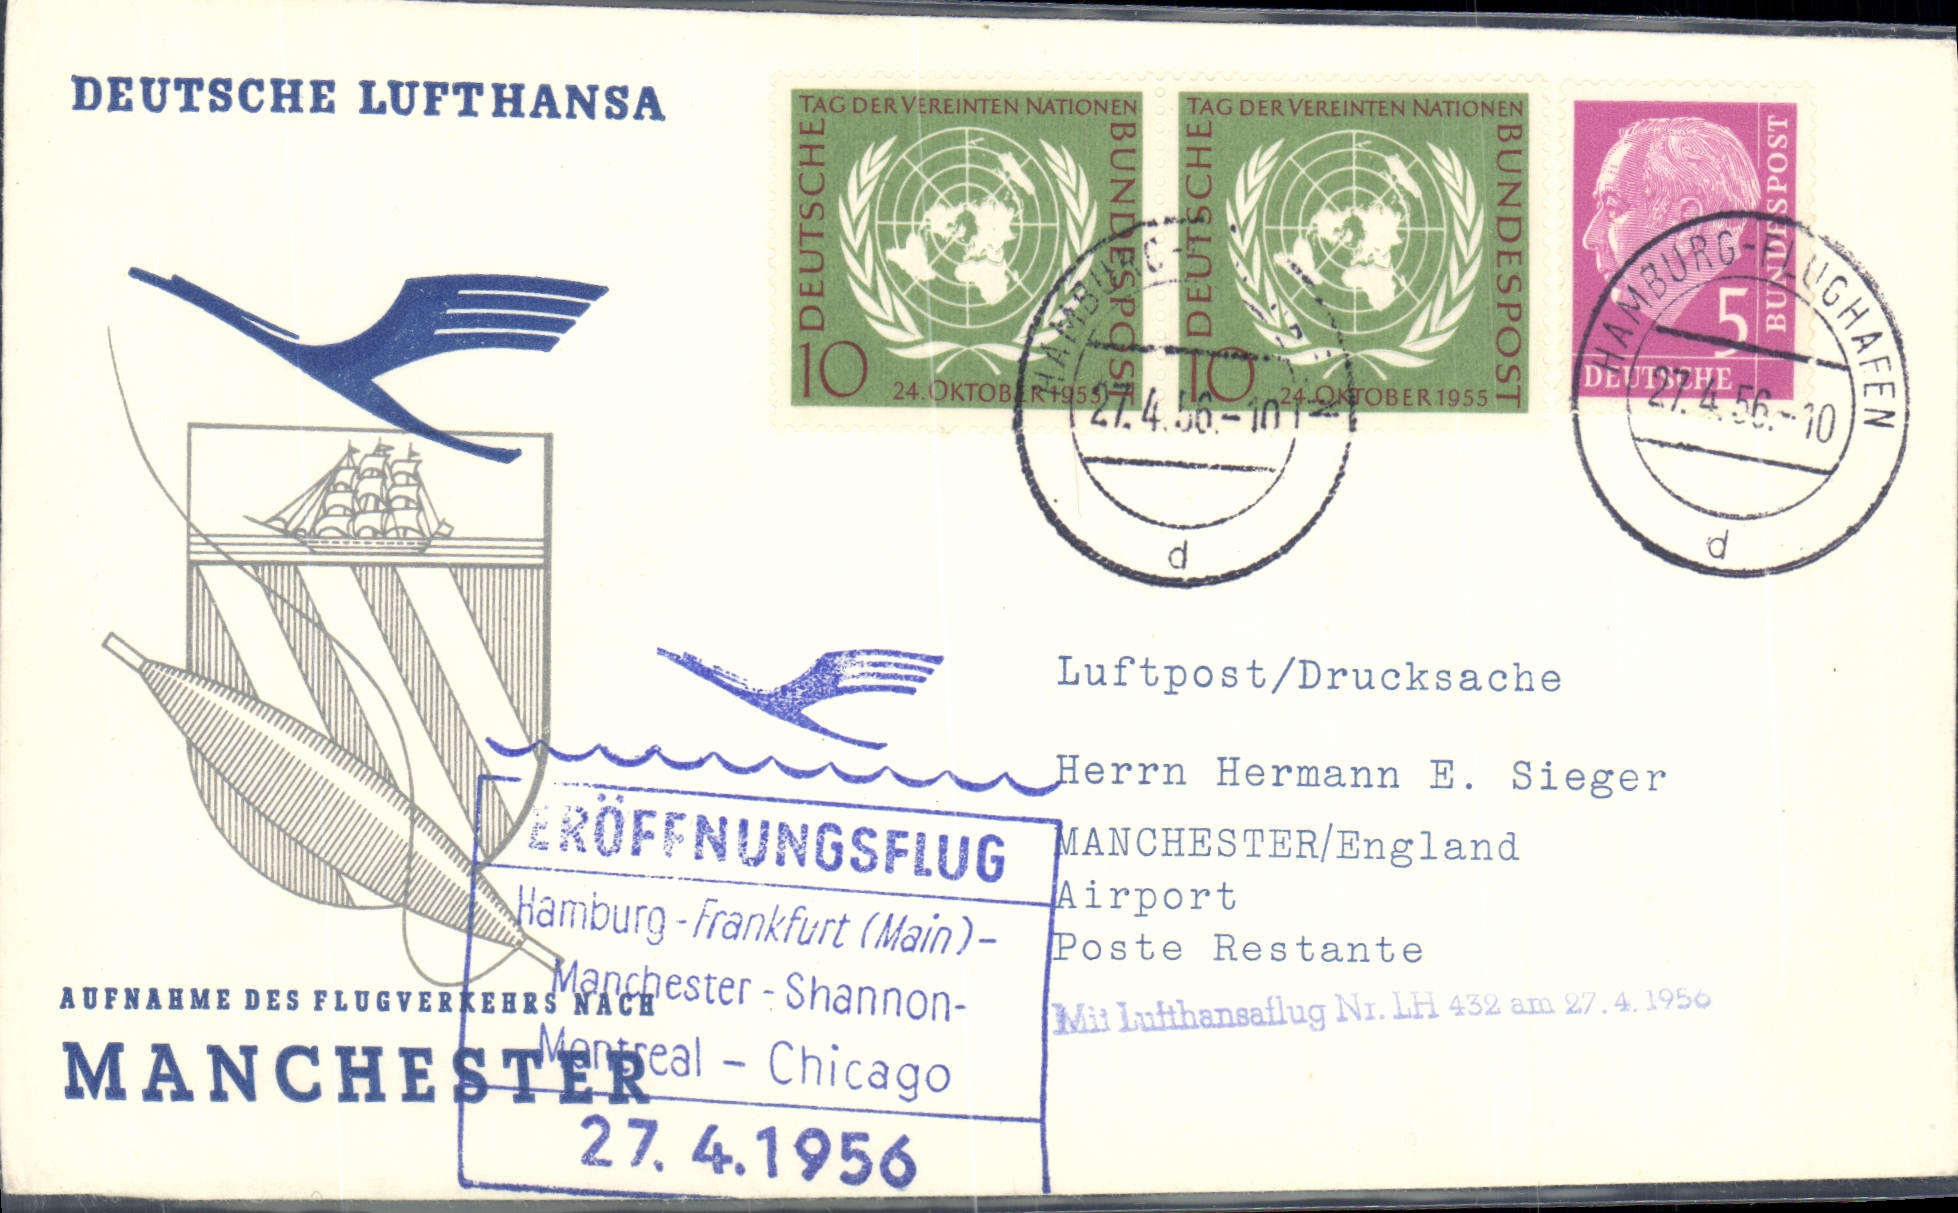 DEUTSCHE LUFTHANSA
TAG DER VEREINTEN NATIONEN
DEUTSCHE
BUNDESPOST
10
24. OKTOBER 1955
TAG DER VEREINTEN NATIONEN
DEUTSCHE
BUNDESPOST
10
24. OKTOBER 1955
BUNDESPOST
5
DEUTSCHE
HAMBURG-
27.4.56.-10
d
HAMBURG-FLUGHAFEN
27.4.56.-10
d
Luftpost/Drucksache
Herrn Hermann E. Sieger
MANCHESTER/England
Airport
Poste Restante
Mit Lufthansaflug Nr. LH 432 am 27.4.1956
ERÖFFNUNGSFLUG
Hamburg - Frankfurt (Main) -
Manchester - Shannon-
Montreal - Chicago
27. 4. 1956
AUFNAHME DES FLUGVERKEHRS NACH
MANCHESTER